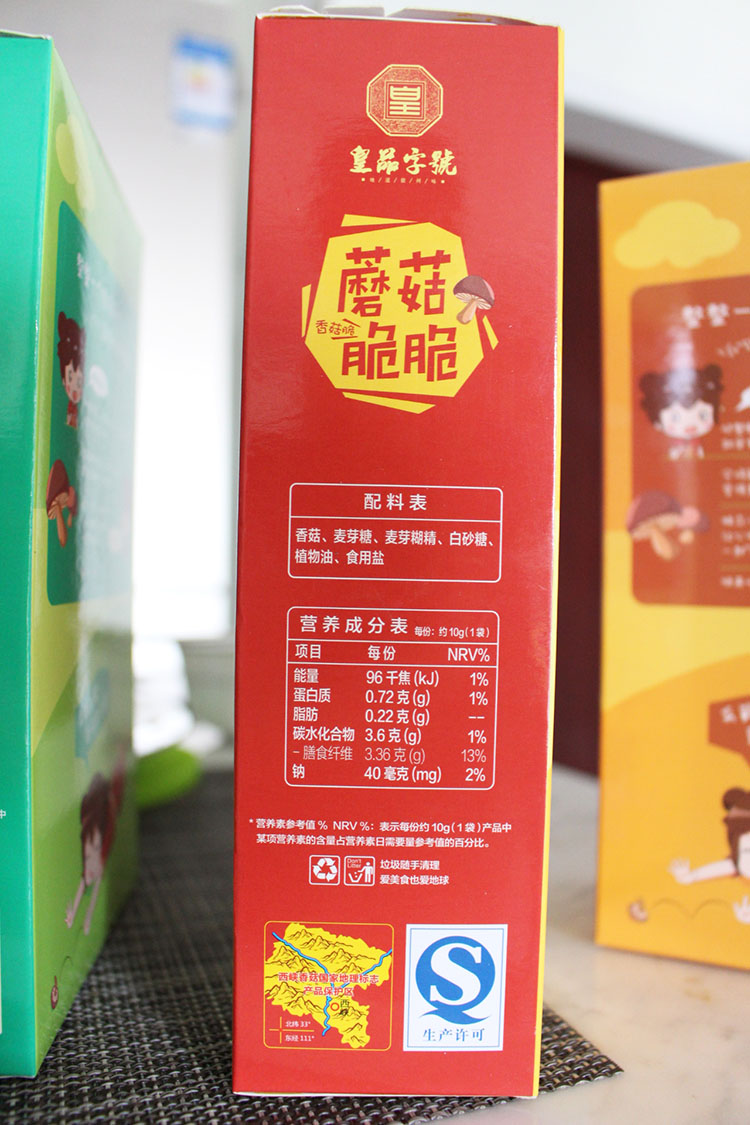 皇
皇品字號
蘑菇
香菇脆
脆脆
配料表
香菇、麦芽糖、麦芽糊精、白砂糖、
植物油、食用盐
营养成分表 每份：约10g(1袋)
项目 每份 NRV%
能量 96 千焦(kJ) 1%
蛋白质 0.72 克(g) 1%
脂肪 0.22 克(g) --
碳水化合物 3.6 克(g) 1%
- 膳食纤维 3.36 克(g) 13%
钠 40 毫克(mg) 2%
*营养素参考值 % NRV %：表示每份约 10g(1袋)产品中
某项营养素的含量占营养素日需要量参考值的百分比。
Don't
Litter
垃圾随手清理
爱美食也爱地球
西峡香菇国家地理标志
产品保护区
西
峡
北纬 33°
东经 111°
S
生产许可